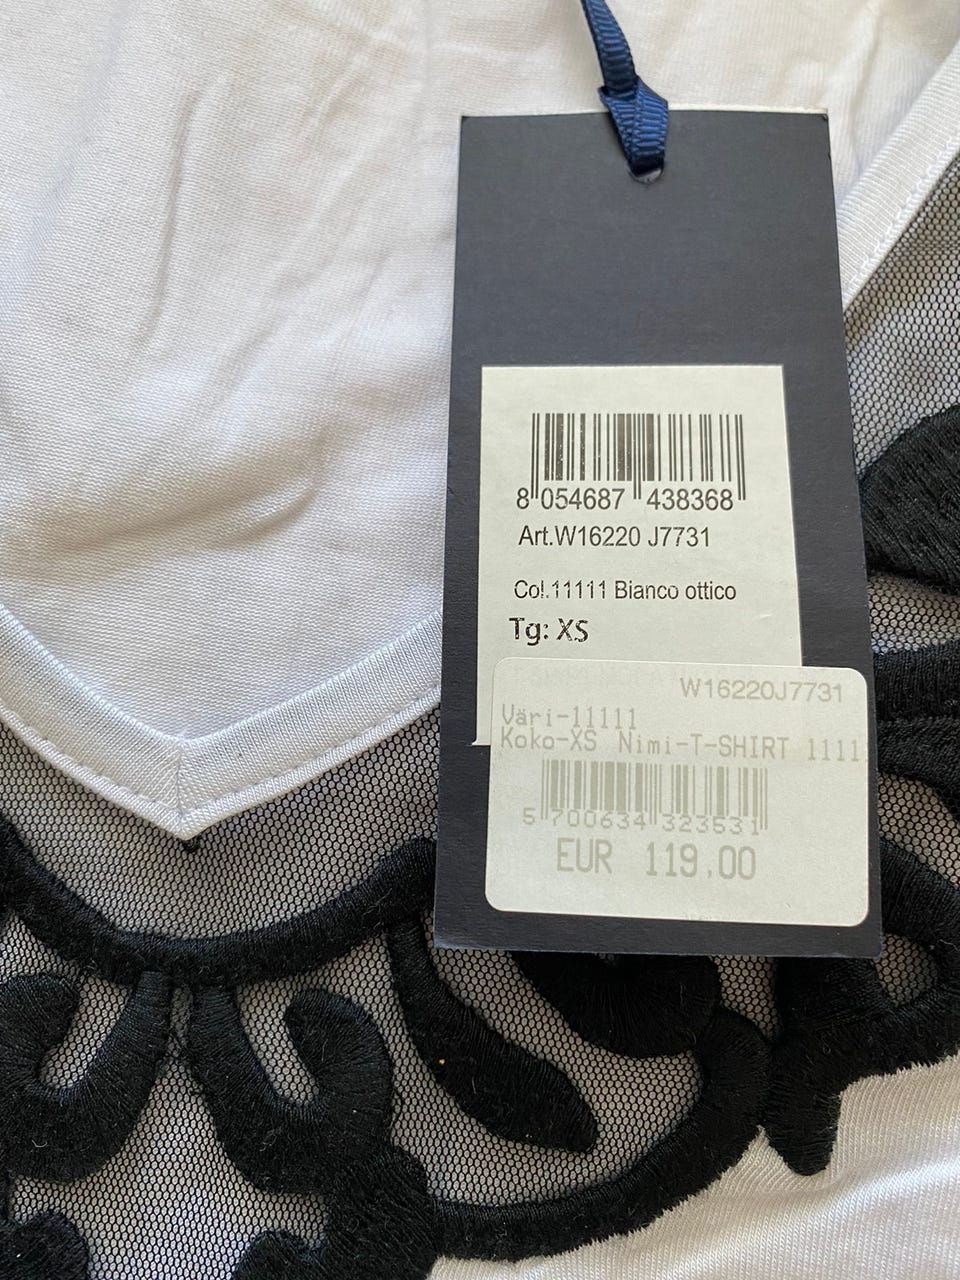 8 054687 438368
Art.W16220 J7731
Col.11111 Bianco ottico
Tg: XS
W16220J7731
Väri-11111
Koko-XS Nimi-T-SHIRT 1111
5 700634 323531
EUR 119.00